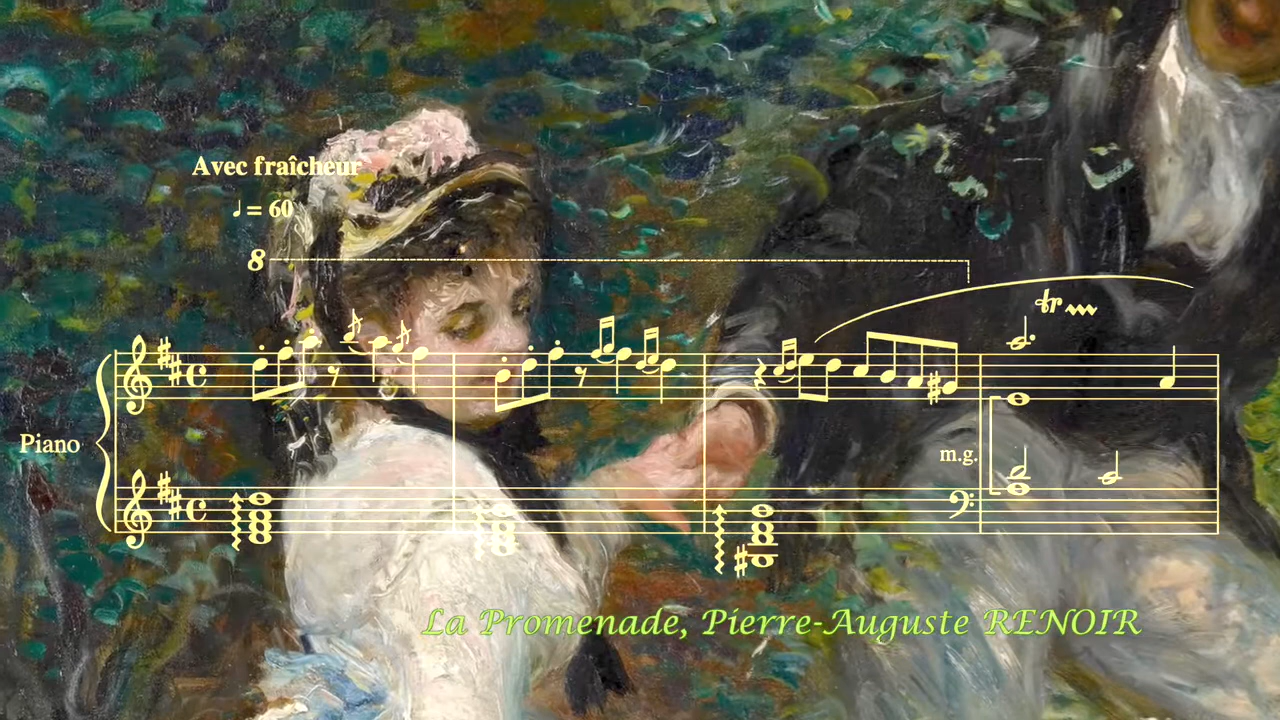 Avec fraîcheur
♩ = 60
8
tr
Piano
m.g.
La Promenade, Pierre-Auguste RENOIR